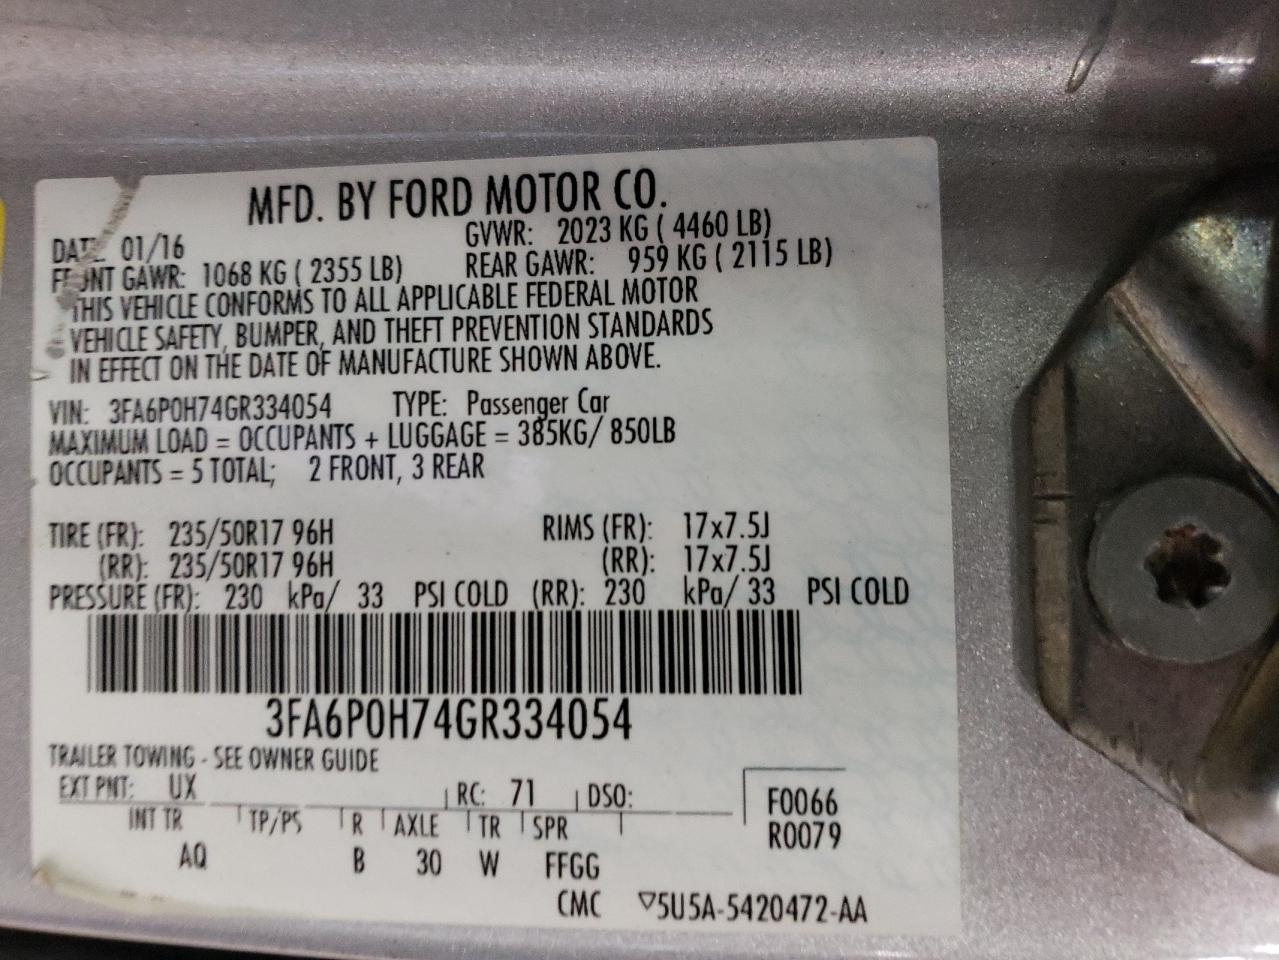 MFD. BY FORD MOTOR CO.
DATE 01/16 GVWR: 2023 KG ( 4460 LB)
FRONT GAWR: 1068 KG ( 2355 LB) REAR GAWR: 959 KG ( 2115 LB)
THIS VEHICLE CONFORMS TO ALL APPLICABLE FEDERAL MOTOR
VEHICLE SAFETY, BUMPER, AND THEFT PREVENTION STANDARDS
IN EFFECT ON THE DATE OF MANUFACTURE SHOWN ABOVE.
VIN: 3FA6P0H74GR334054 TYPE: Passenger Car
MAXIMUM LOAD = OCCUPANTS + LUGGAGE = 385KG/ 850LB
OCCUPANTS = 5 TOTAL; 2 FRONT, 3 REAR
TIRE (FR): 235/50R17 96H RIMS (FR): 17x7.5J
(RR): 235/50R17 96H (RR): 17x7.5J
PRESSURE (FR): 230 kPa/ 33 PSI COLD (RR): 230 kPa/ 33 PSI COLD
3FA6P0H74GR334054
TRAILER TOWING - SEE OWNER GUIDE
EXT PNT: UX RC: 71 DSO:
F0066
INT TR TP/PS R AXLE TR SPR
R0079
AQ B 30 W FFGG
CMC ▽5U5A-5420472-AA